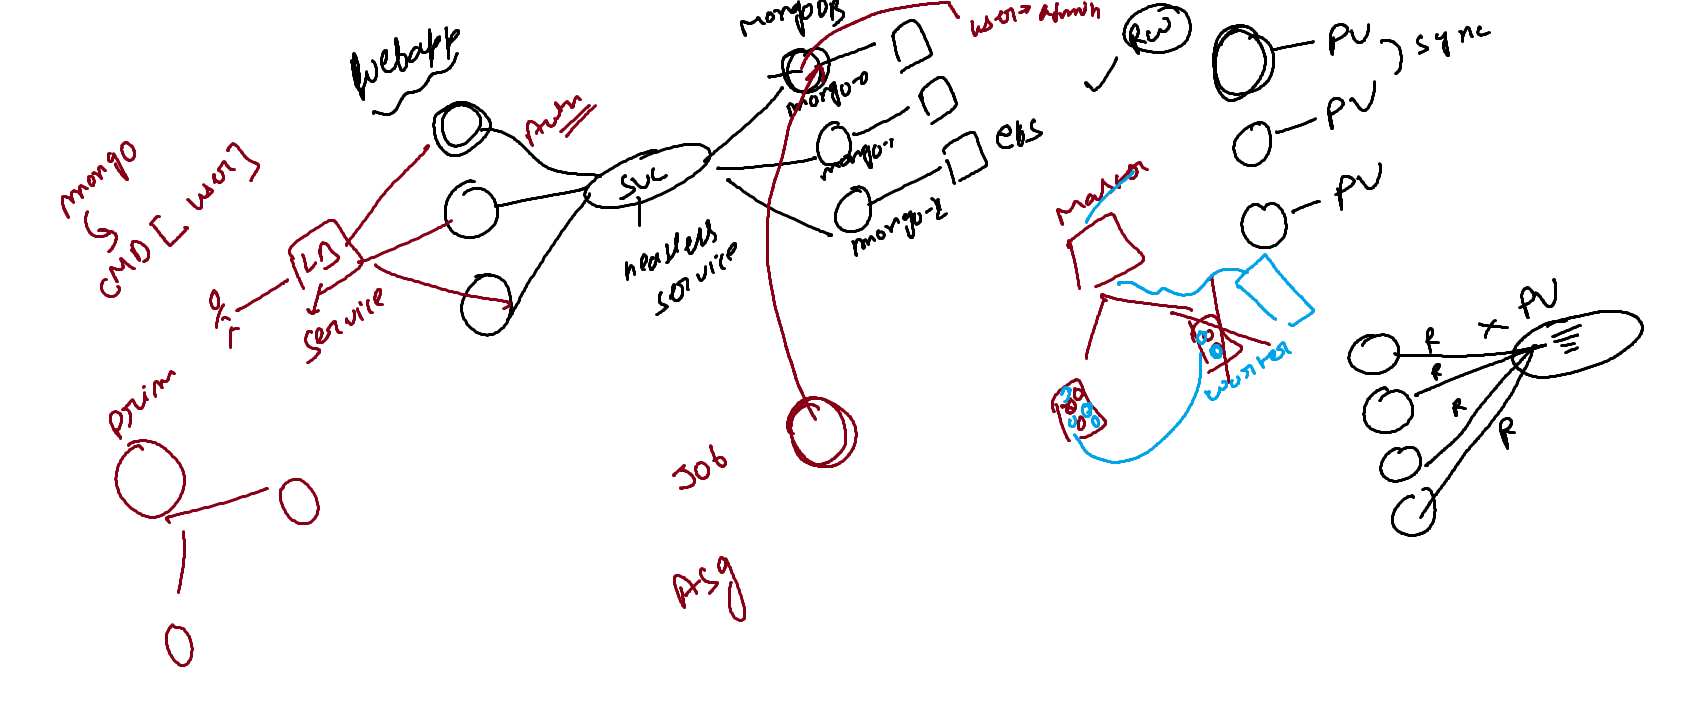 MongoDB
user → Admin
RW
PV
sync
PV
PV
webapp
Auth
mongo-0
mongo-1
mongo-2
EBS
SVC
headless
service
mongo
CMD [ user ]
LB
service
Master
worker
PV
X
R
R
R
R
prim
JOB
ASg